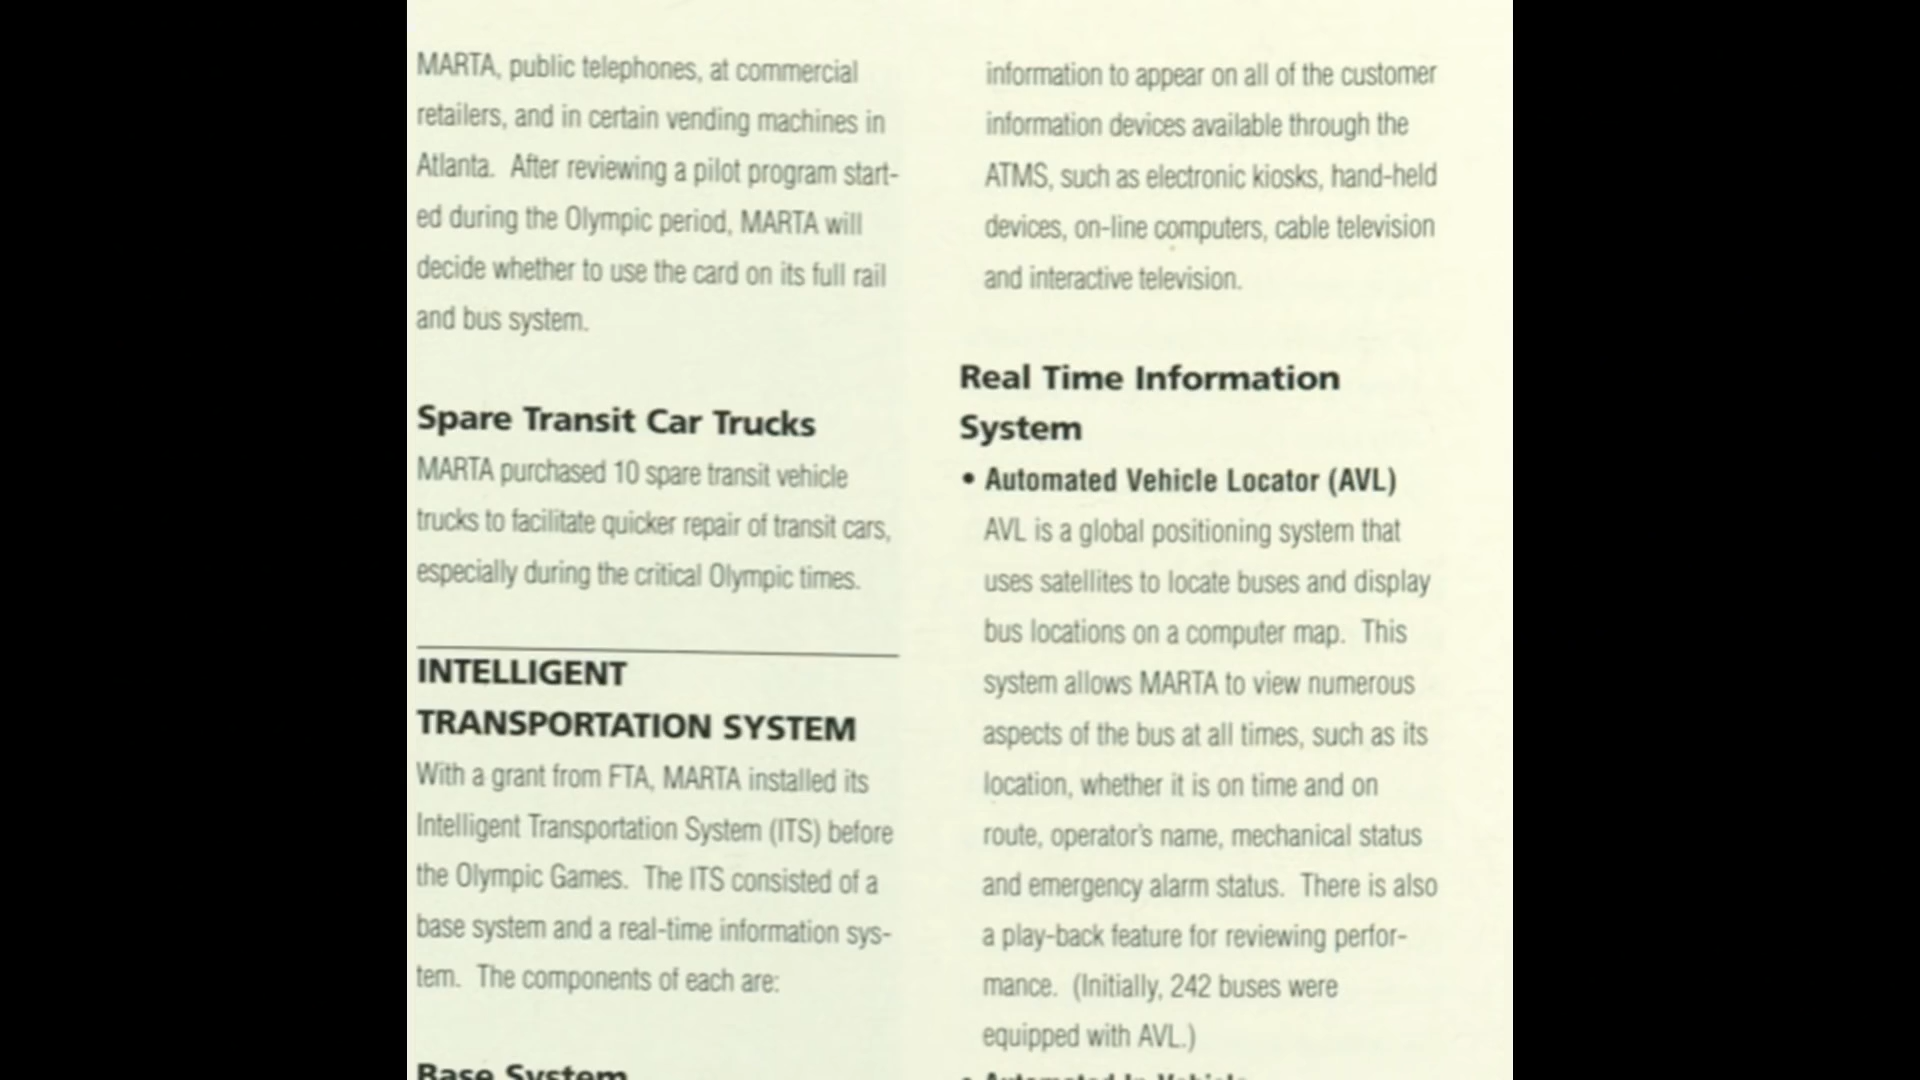 MARTA, public telephones, at commercial
retailers, and in certain vending machines in
Atlanta.  After reviewing a pilot program start-
ed during the Olympic period, MARTA will
decide whether to use the card on its full rail
and bus system.
Spare Transit Car Trucks
MARTA purchased 10 spare transit vehicle
trucks to facilitate quicker repair of transit cars,
especially during the critical Olympic times.
INTELLIGENT
TRANSPORTATION SYSTEM
With a grant from FTA, MARTA installed its
Intelligent Transportation System (ITS) before
the Olympic Games.  The ITS consisted of a
base system and a real-time information sys-
tem.  The components of each are:
Base System
information to appear on all of the customer
information devices available through the
ATMS, such as electronic kiosks, hand-held
devices, on-line computers, cable television
and interactive television.
Real Time Information
System
• Automated Vehicle Locator (AVL)
AVL is a global positioning system that
uses satellites to locate buses and display
bus locations on a computer map.  This
system allows MARTA to view numerous
aspects of the bus at all times, such as its
location, whether it is on time and on
route, operator's name, mechanical status
and emergency alarm status.  There is also
a play-back feature for reviewing perfor-
mance.  (Initially, 242 buses were
equipped with AVL.)
• Automated In-Vehicle